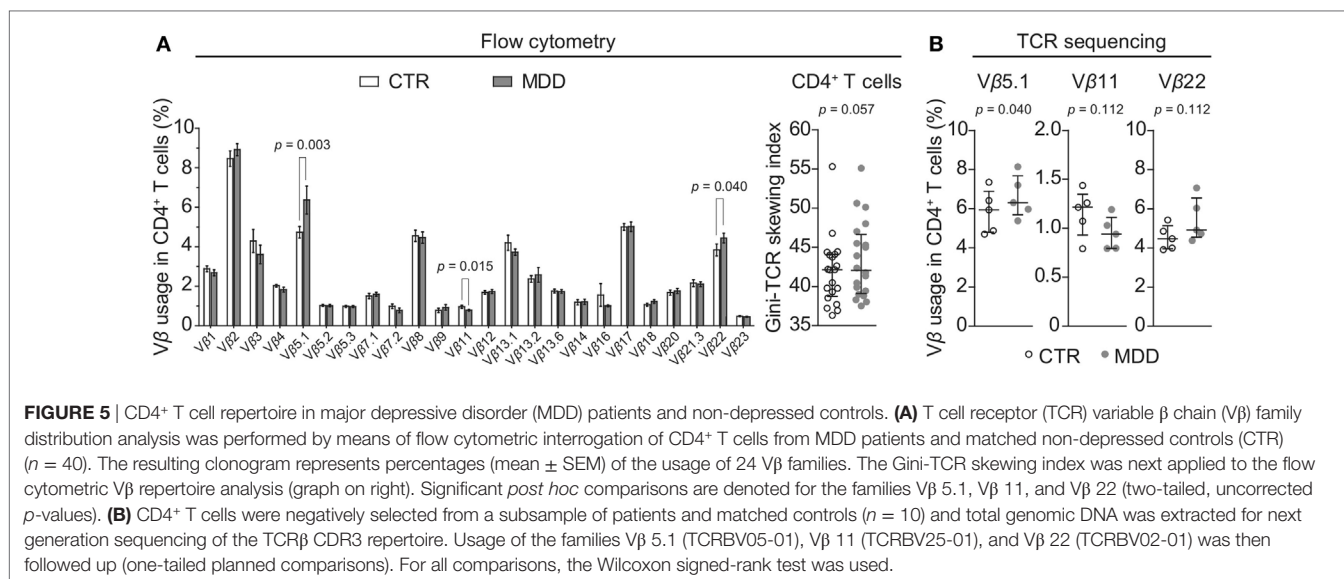 A
Flow cytometry
CTR MDD
Vβ usage in CD4⁺ T cells (%)
10
8
6
4
2
0
p = 0.003
p = 0.015
p = 0.040
Vβ1 Vβ2 Vβ3 Vβ4 Vβ5.1 Vβ5.2 Vβ5.3 Vβ7.1 Vβ7.2 Vβ8 Vβ9 Vβ11 Vβ12 Vβ13.1 Vβ13.2 Vβ13.6 Vβ14 Vβ16 Vβ17 Vβ18 Vβ20 Vβ21.3 Vβ22 Vβ23
CD4⁺ T cells
p = 0.057
Gini-TCR skewing index
60
55
50
45
40
35
B
TCR sequencing
Vβ5.1 Vβ11 Vβ22
p = 0.040 p = 0.112 p = 0.112
Vβ usage in CD4⁺ T cells (%)
10
8
6
4
2
0
2.0
1.5
1.0
0.5
0.0
10
8
6
4
2
0
CTR MDD
FIGURE 5 | CD4⁺ T cell repertoire in major depressive disorder (MDD) patients and non-depressed controls. (A) T cell receptor (TCR) variable β chain (Vβ) family
distribution analysis was performed by means of flow cytometric interrogation of CD4⁺ T cells from MDD patients and matched non-depressed controls (CTR)
(n = 40). The resulting clonogram represents percentages (mean ± SEM) of the usage of 24 Vβ families. The Gini-TCR skewing index was next applied to the flow
cytometric Vβ repertoire analysis (graph on right). Significant post hoc comparisons are denoted for the families Vβ 5.1, Vβ 11, and Vβ 22 (two-tailed, uncorrected
p-values). (B) CD4⁺ T cells were negatively selected from a subsample of patients and matched controls (n = 10) and total genomic DNA was extracted for next
generation sequencing of the TCRβ CDR3 repertoire. Usage of the families Vβ 5.1 (TCRBV05-01), Vβ 11 (TCRBV25-01), and Vβ 22 (TCRBV02-01) was then
followed up (one-tailed planned comparisons). For all comparisons, the Wilcoxon signed-rank test was used.